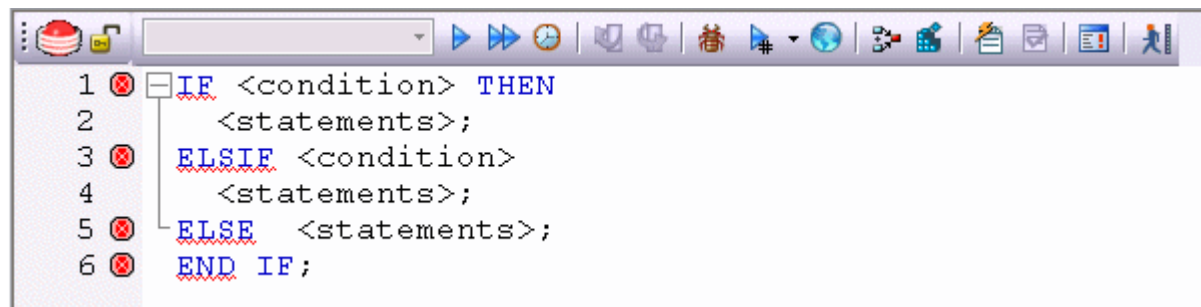 1 IF <condition> THEN
2 <statements>;
3 ELSIF <condition>
4 <statements>;
5 ELSE <statements>;
6 END IF;